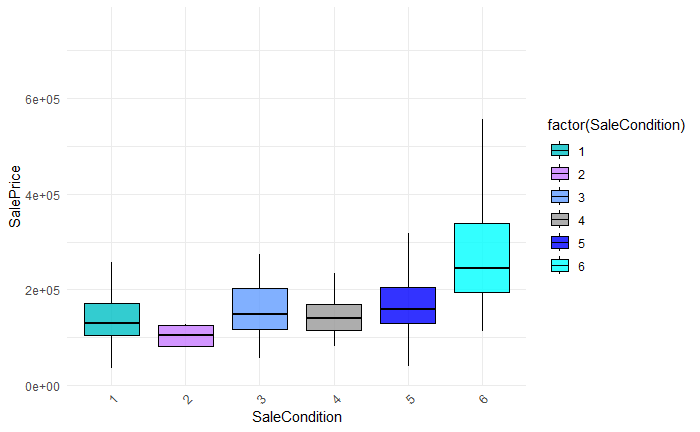 SalePrice
6e+05
4e+05
2e+05
0e+00
1 2 3 4 5 6
SaleCondition
factor(SaleCondition)
1
2
3
4
5
6